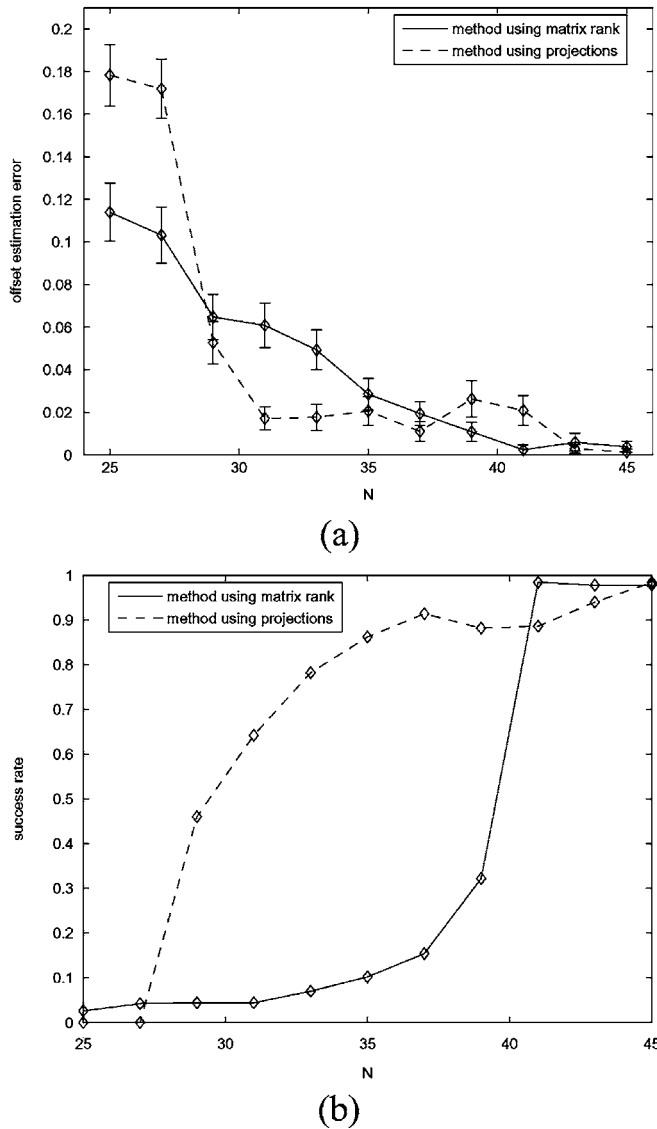 0.2
0.18
0.16
0.14
0.12
0.1
0.08
0.06
0.04
0.02
0
offset estimation error
method using matrix rank
method using projections
25 30 35 40 45
N
(a)
1
0.9
0.8
0.7
0.6
0.5
0.4
0.3
0.2
0.1
0
success rate
method using matrix rank
method using projections
25 30 35 40 45
N
(b)